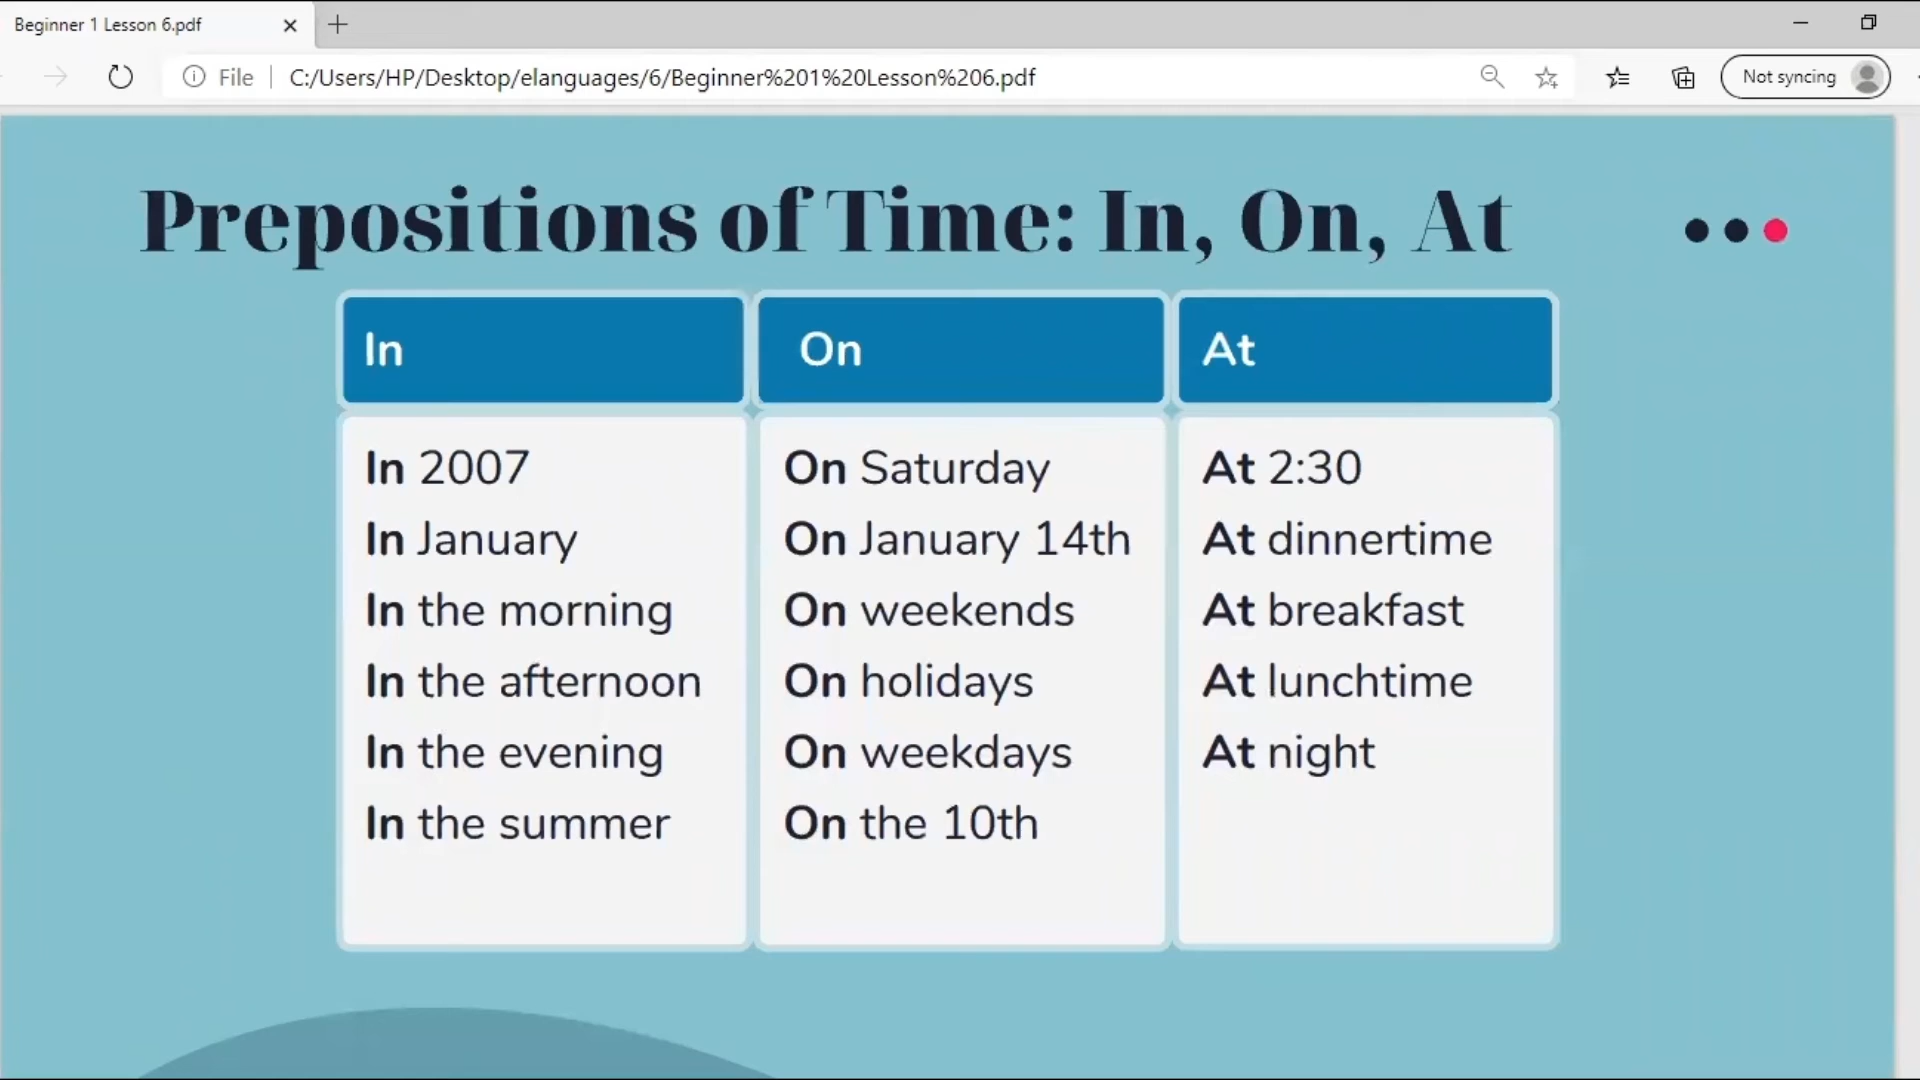 Beginner 1 Lesson 6.pdf
File
C:/Users/HP/Desktop/elanguages/6/Beginner%201%20Lesson%206.pdf
Not syncing
Prepositions of Time: In, On, At
In
On
At
In 2007
In January
In the morning
In the afternoon
In the evening
In the summer
On Saturday
On January 14th
On weekends
On holidays
On weekdays
On the 10th
At 2:30
At dinnertime
At breakfast
At lunchtime
At night